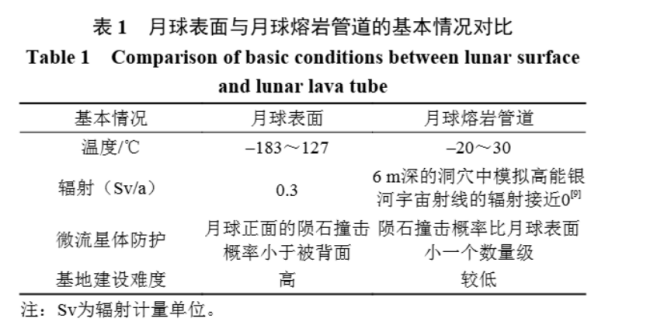 表 1 月球表面与月球熔岩管道的基本情况对比
Table 1 Comparison of basic conditions between lunar surface
and lunar lava tube
基本情况 月球表面 月球熔岩管道
温度/℃ –183～127 –20～30
辐射（Sv/a） 0.3 6 m深的洞穴中模拟高能银
河宇宙射线的辐射接近0[9]
微流星体防护 月球正面的陨石撞击 陨石撞击概率比月球表面
概率小于被背面 小一个数量级
基地建设难度 高 较低
注：Sv为辐射计量单位。